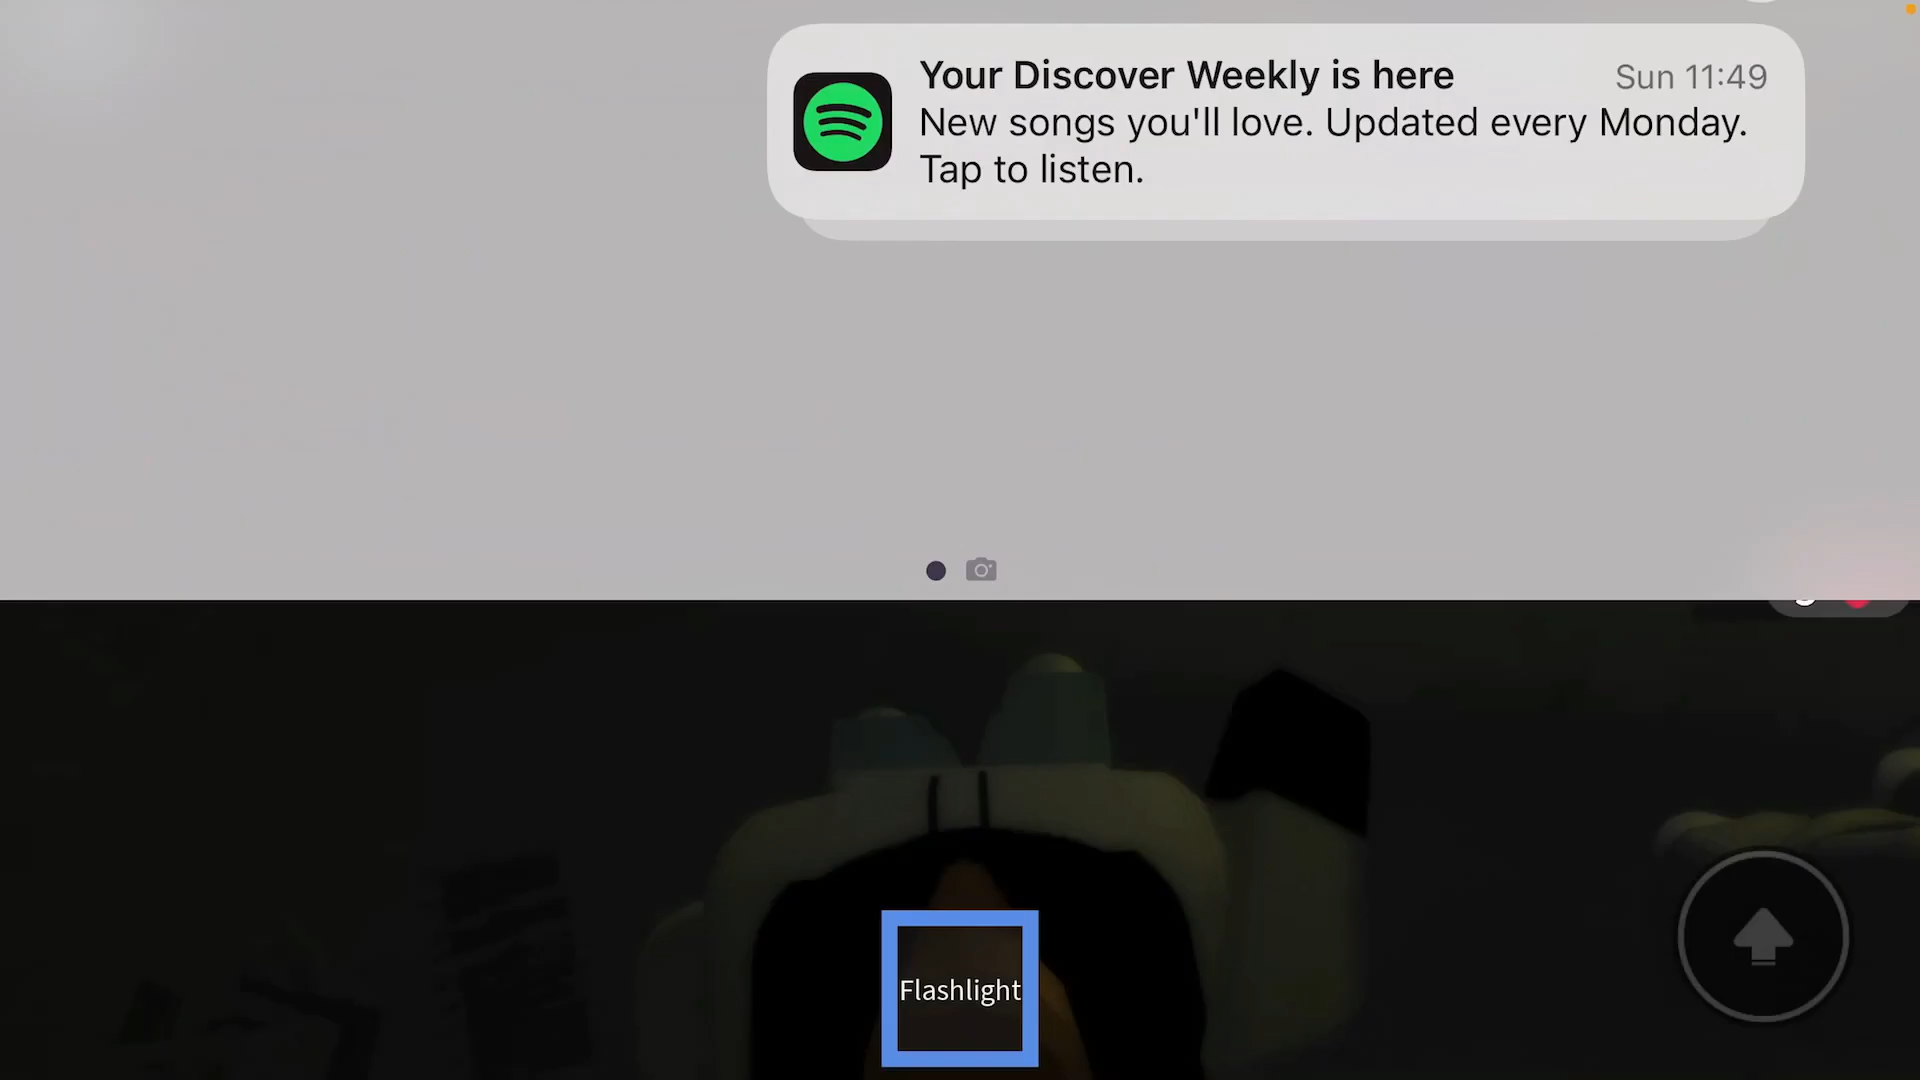 Your Discover Weekly is here
Sun 11:49
New songs you'll love. Updated every Monday.
Tap to listen.
Flashlight